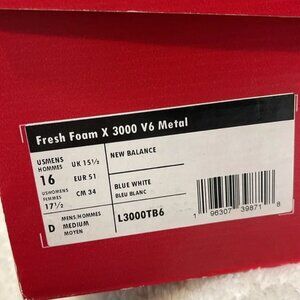 Fresh Foam X 3000 V6 Metal
USMENS
HOMMES
16
USWOMENS
FEMMES
17½
UK 15½
EUR 51
CM 34
NEW BALANCE
BLUE WHITE
BLEU BLANC
D
MENS/HOMMES
MEDIUM
MOYEN
L3000TB6
1 96307 39871 8